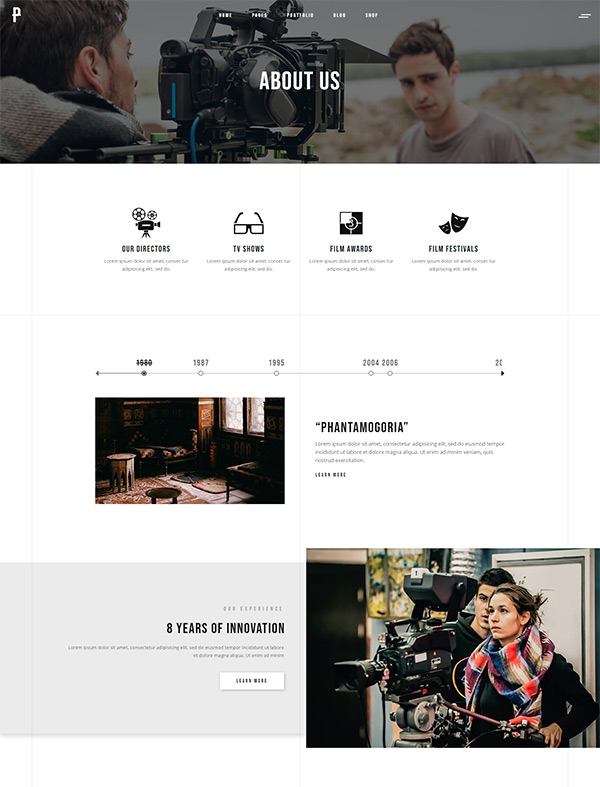 P
HOME PAGES PORTFOLIO BLOG SHOP
ABOUT US
OUR DIRECTORS
Lorem ipsum dolor sit amet, consec tur
adipisicing elit, sed do.
TV SHOWS
Lorem ipsum dolor sit amet, consec tur
adipisicing elit, sed do.
FILM AWARDS
Lorem ipsum dolor sit amet, consec tur
adipisicing elit, sed do.
FILM FESTIVALS
Lorem ipsum dolor sit amet, consec tur
adipisicing elit, sed do.
1980 1987 1995 2004 2006 20
“PHANTAMOGORIA”
Lorem ipsum dolor sit amet, consectetur adipisicing elit, sed do eiusmod tempor
incididunt ut labore et dolore magna aliqua. Ut enim ad minim veniam, quis
nostrud exercitation.
LEARN MORE
OUR EXPERIENCE
8 YEARS OF INNOVATION
Lorem ipsum dolor sit amet, consectetur adipisicing elit, sed do eiusmod tempor incididunt ut labore
et dolore magna aliqua. Ut enim ad minim.
LEARN MORE